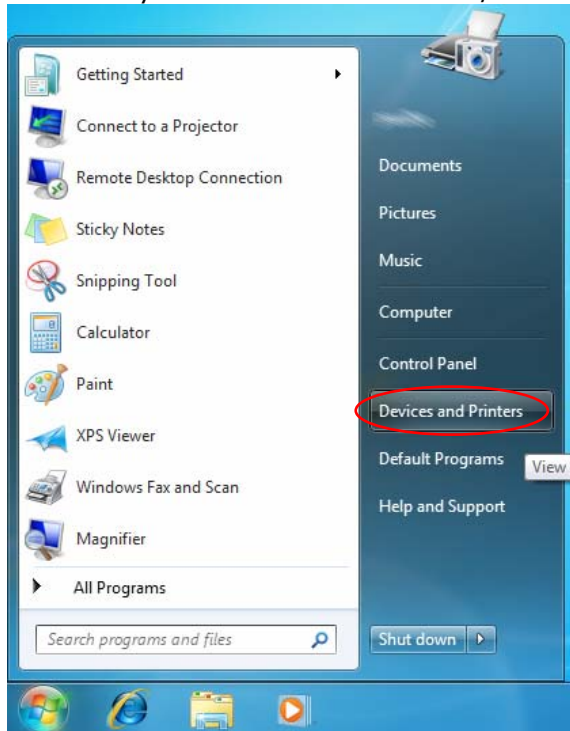 Getting Started
Connect to a Projector
Remote Desktop Connection
Sticky Notes
Snipping Tool
Calculator
Paint
XPS Viewer
Windows Fax and Scan
Magnifier
All Programs
Search programs and files
Documents
Pictures
Music
Computer
Control Panel
Devices and Printers
Default Programs
View
Help and Support
Shut down